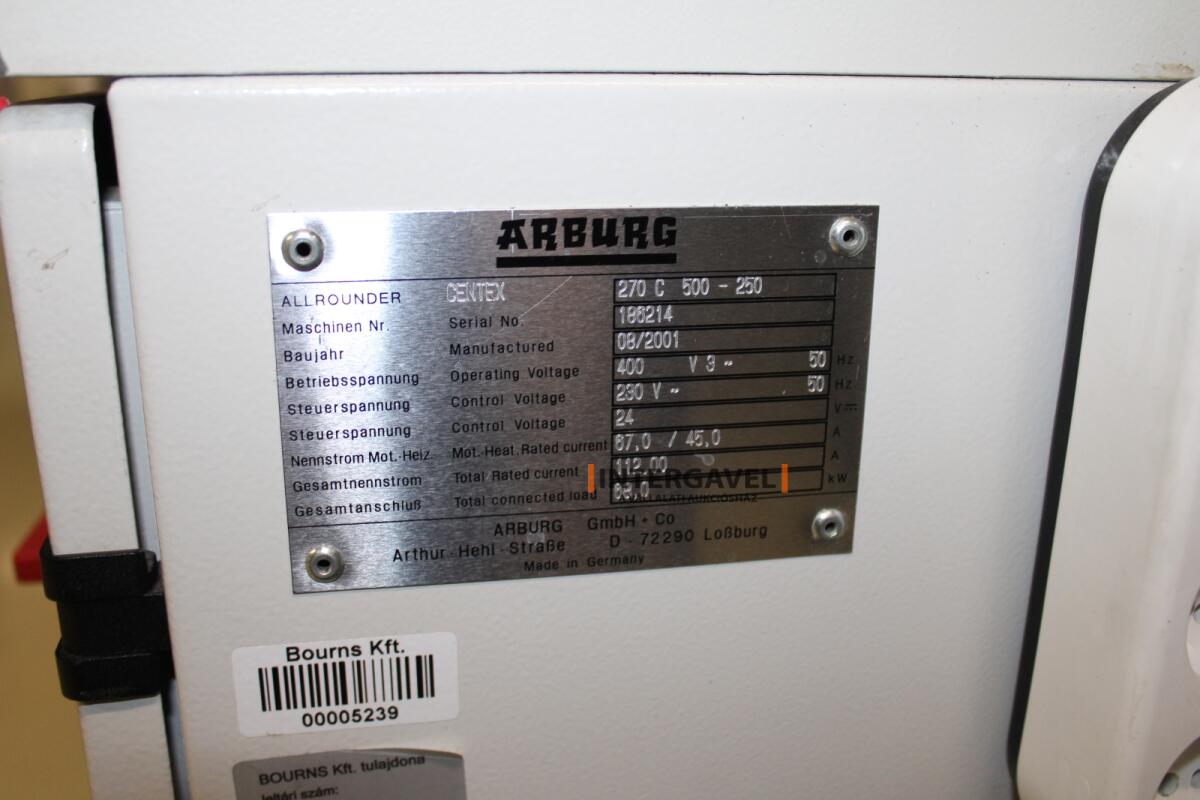 ARBURG
ALLROUNDER CENTEX 270 C 500 - 250
Maschinen Nr. Serial No. 186214
Baujahr Manufactured 08/2001
Betriebsspannung Operating Voltage 400 V 3 ~ 50 Hz
Steuerspannung Control Voltage 230 V ~ 50 Hz
Steuerspannung Control Voltage 24 V
Nennstrom Mot.-Heiz. Mot.-Heat. Rated current 67,0 / 45,0 A
Gesamtnennstrom Total Rated current 112,00 A
Gesamtanschluß Total connected load kW
INTERGAVEL
A VÁLLALATI AUKCIÓSHÁZ
ARBURG GmbH + Co
Arthur - Hehl - Straße D - 72290 Loßburg
Made in Germany
Bourns Kft.
00005239
BOURNS Kft. tulajdona
leltári szám: